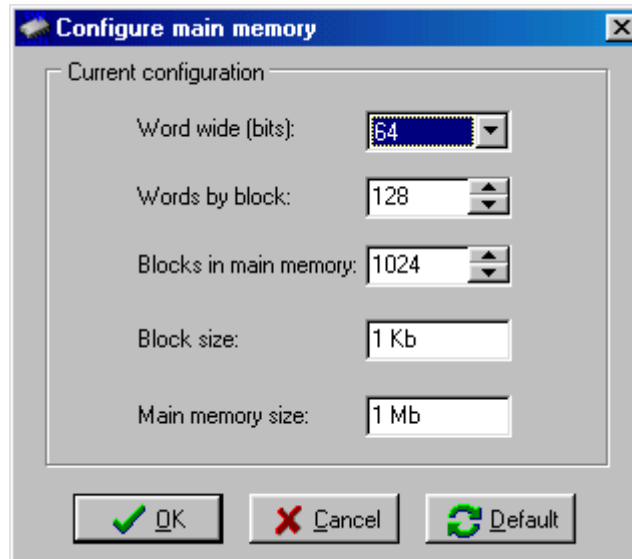 Configure main memory
Current configuration
Word wide (bits): 64
Words by block: 128
Blocks in main memory: 1024
Block size: 1 Kb
Main memory size: 1 Mb
OK Cancel Default